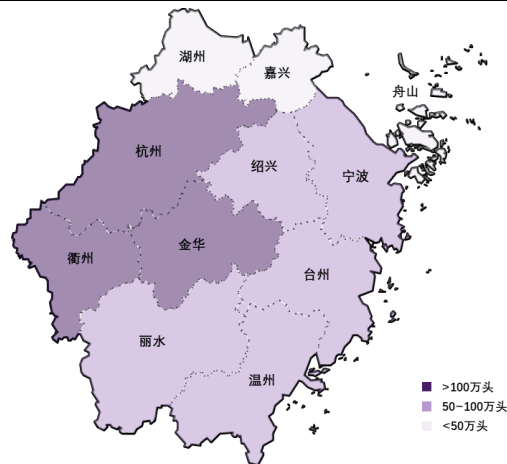 湖州
嘉兴
舟山
杭州
绍兴
宁波
金华
衢州
台州
丽水
温州
>100万头
50~100万头
<50万头